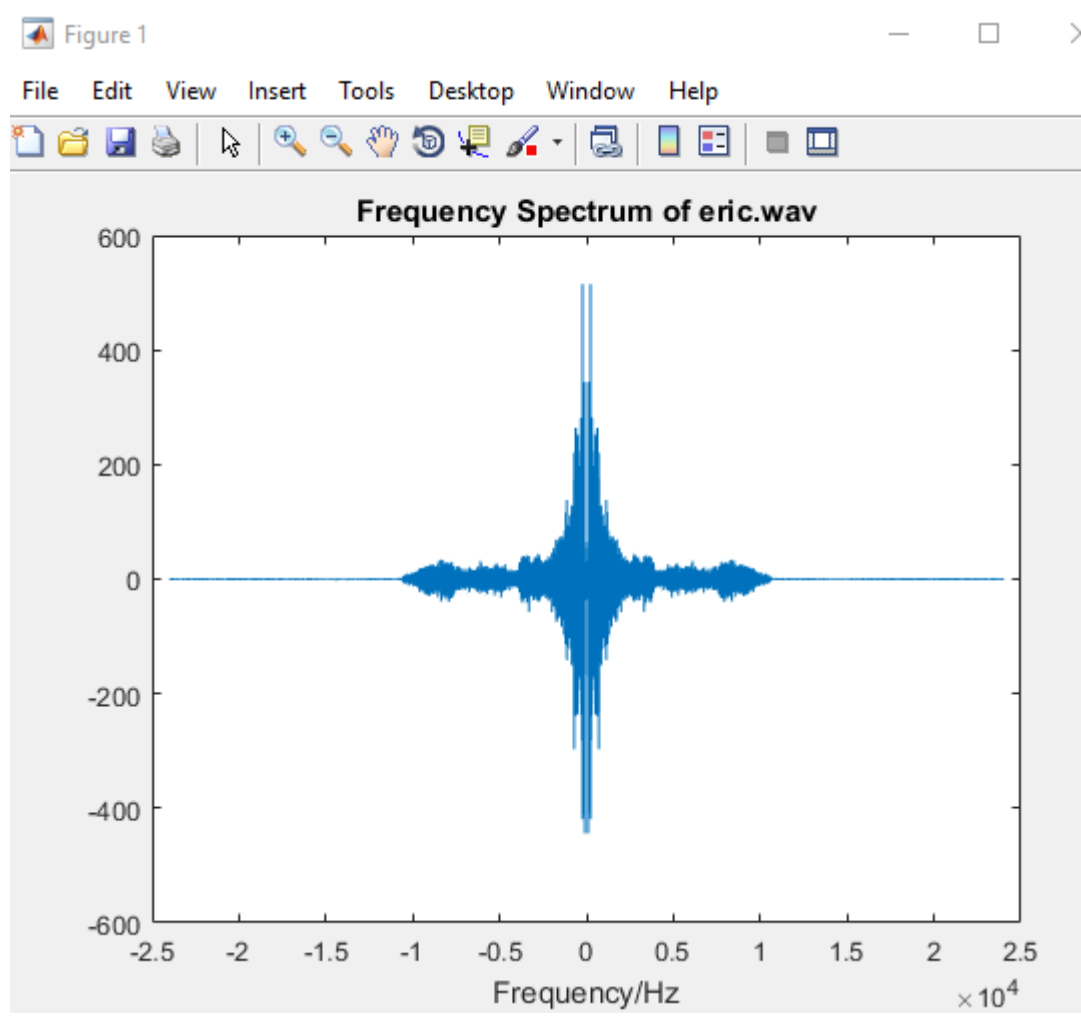 Figure 1
File Edit View Insert Tools Desktop Window Help
Frequency Spectrum of eric.wav
600
400
200
0
-200
-400
-600
-2.5 -2 -1.5 -1 -0.5 0 0.5 1 1.5 2 2.5
Frequency/Hz
×10⁴